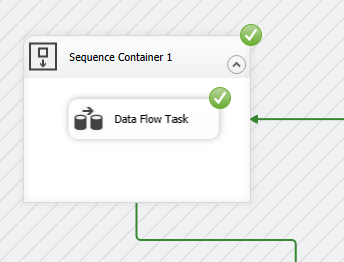 Sequence Container 1
Data Flow Task